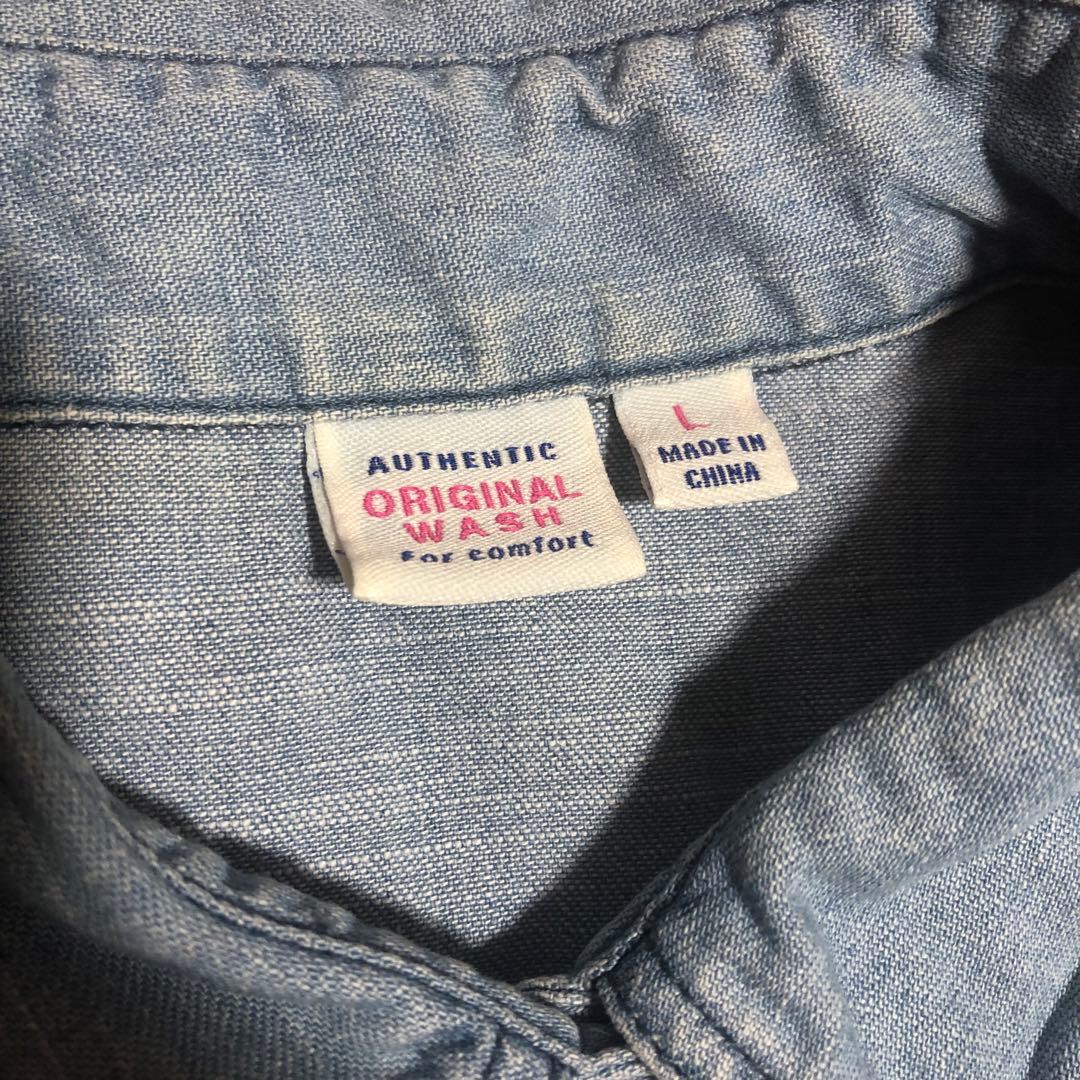 AUTHENTIC
ORIGINAL
WASH
for comfort
L
MADE IN
CHINA